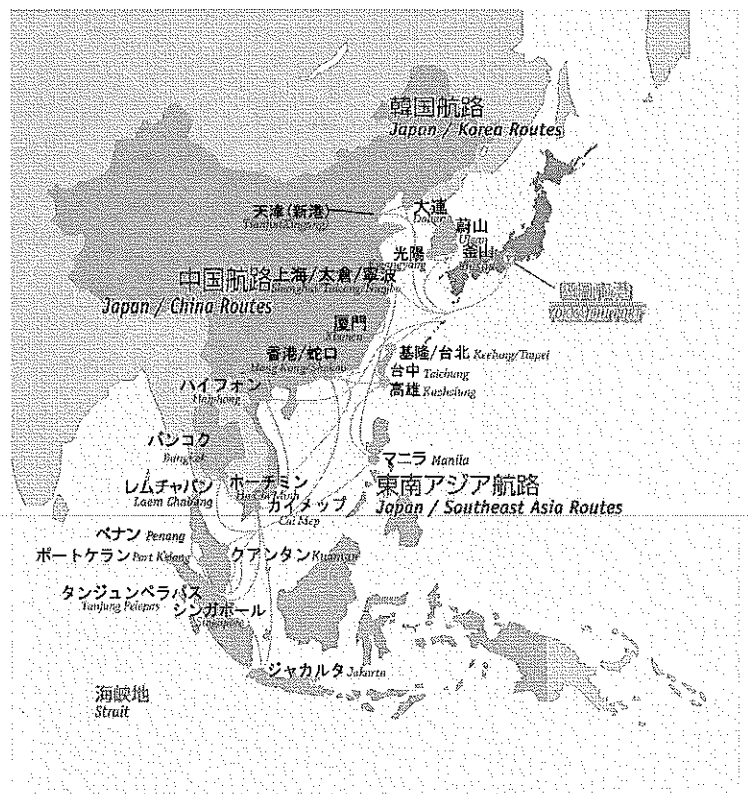 韓国航路
Japan / Korea Routes
天津(新港)
Tianjin(Xingang)
大連
Dalian
蔚山
Ulsan
光陽
金山
中国航路
Japan / China Routes
上海/太倉/寧波
Shanghai/Taicang/Ningbo
厦門
Xiamen
香港/蛇口
Hong Kong/Shekou
基隆/台北 Keelung/Taipei
台中 Taichung
高雄 Kaohsiung
ハイフォン
Haiphong
バンコク
Bangkok
マニラ Manila
レムチャバン
Laem Chabang
ホーチミン
Ho Chi Minh
カイメップ
Cai Mep
東南アジア航路
Japan / Southeast Asia Routes
ペナン Penang
ポートケラン Port Kelang
クアンタン Kuantan
タンジュンペラパス
Tanjung Pelepas
シンガポール
Singapore
ジャカルタ Jakarta
海峡地
Strait